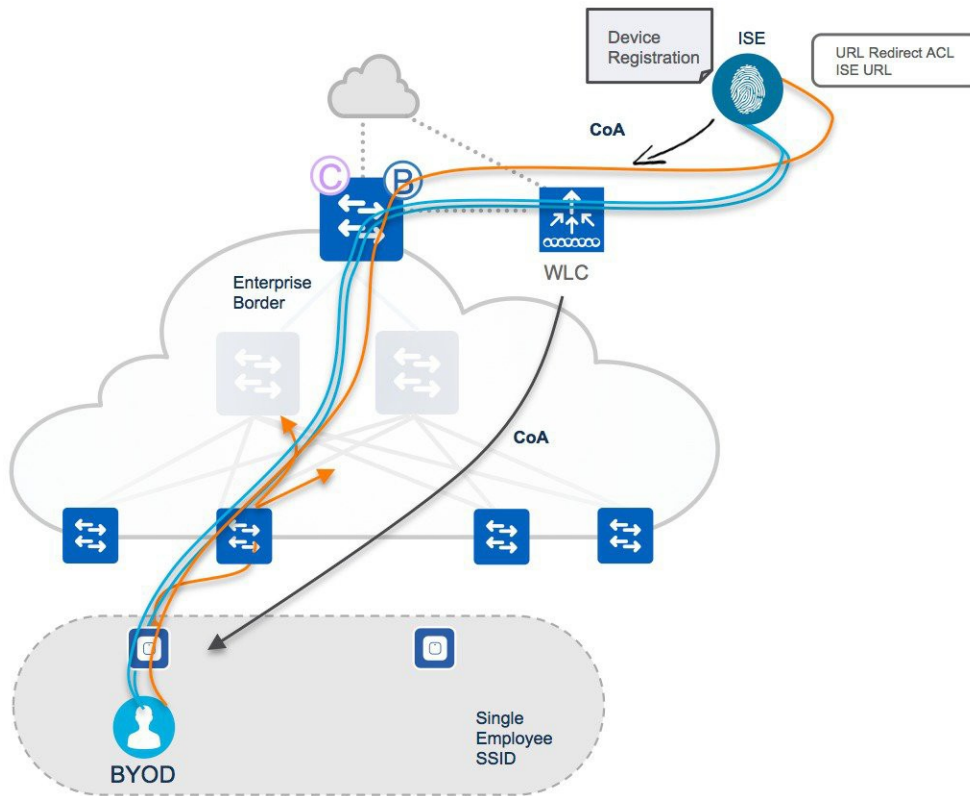 Device
Registration
ISE
URL Redirect ACL
ISE URL
CoA
C
B
WLC
Enterprise
Border
CoA
Single
Employee
SSID
BYOD